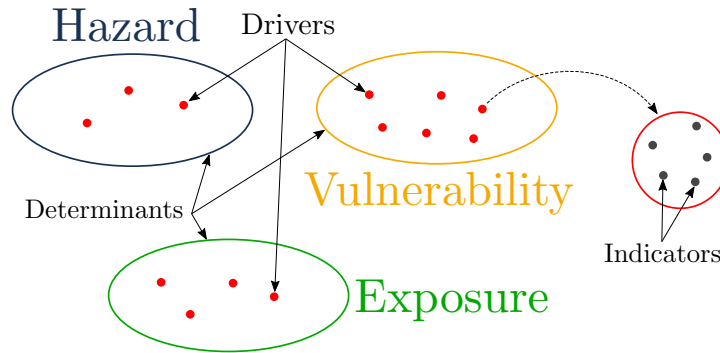 Hazard
Drivers
Vulnerability
Determinants
Indicators
Exposure